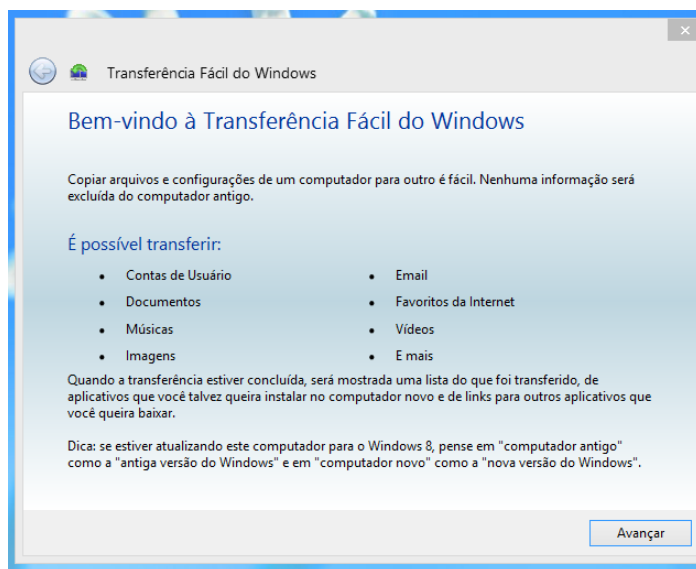 Transferência Fácil do Windows
Bem-vindo à Transferência Fácil do Windows
Copiar arquivos e configurações de um computador para outro é fácil. Nenhuma informação será
excluída do computador antigo.
É possível transferir:
• Contas de Usuário
• Email
• Documentos
• Favoritos da Internet
• Músicas
• Vídeos
• Imagens
• E mais
Quando a transferência estiver concluída, será mostrada uma lista do que foi transferido, de
aplicativos que você talvez queira instalar no computador novo e de links para outros aplicativos que
você queira baixar.
Dica: se estiver atualizando este computador para o Windows 8, pense em "computador antigo"
como a "antiga versão do Windows" e em "computador novo" como a "nova versão do Windows".
Avançar